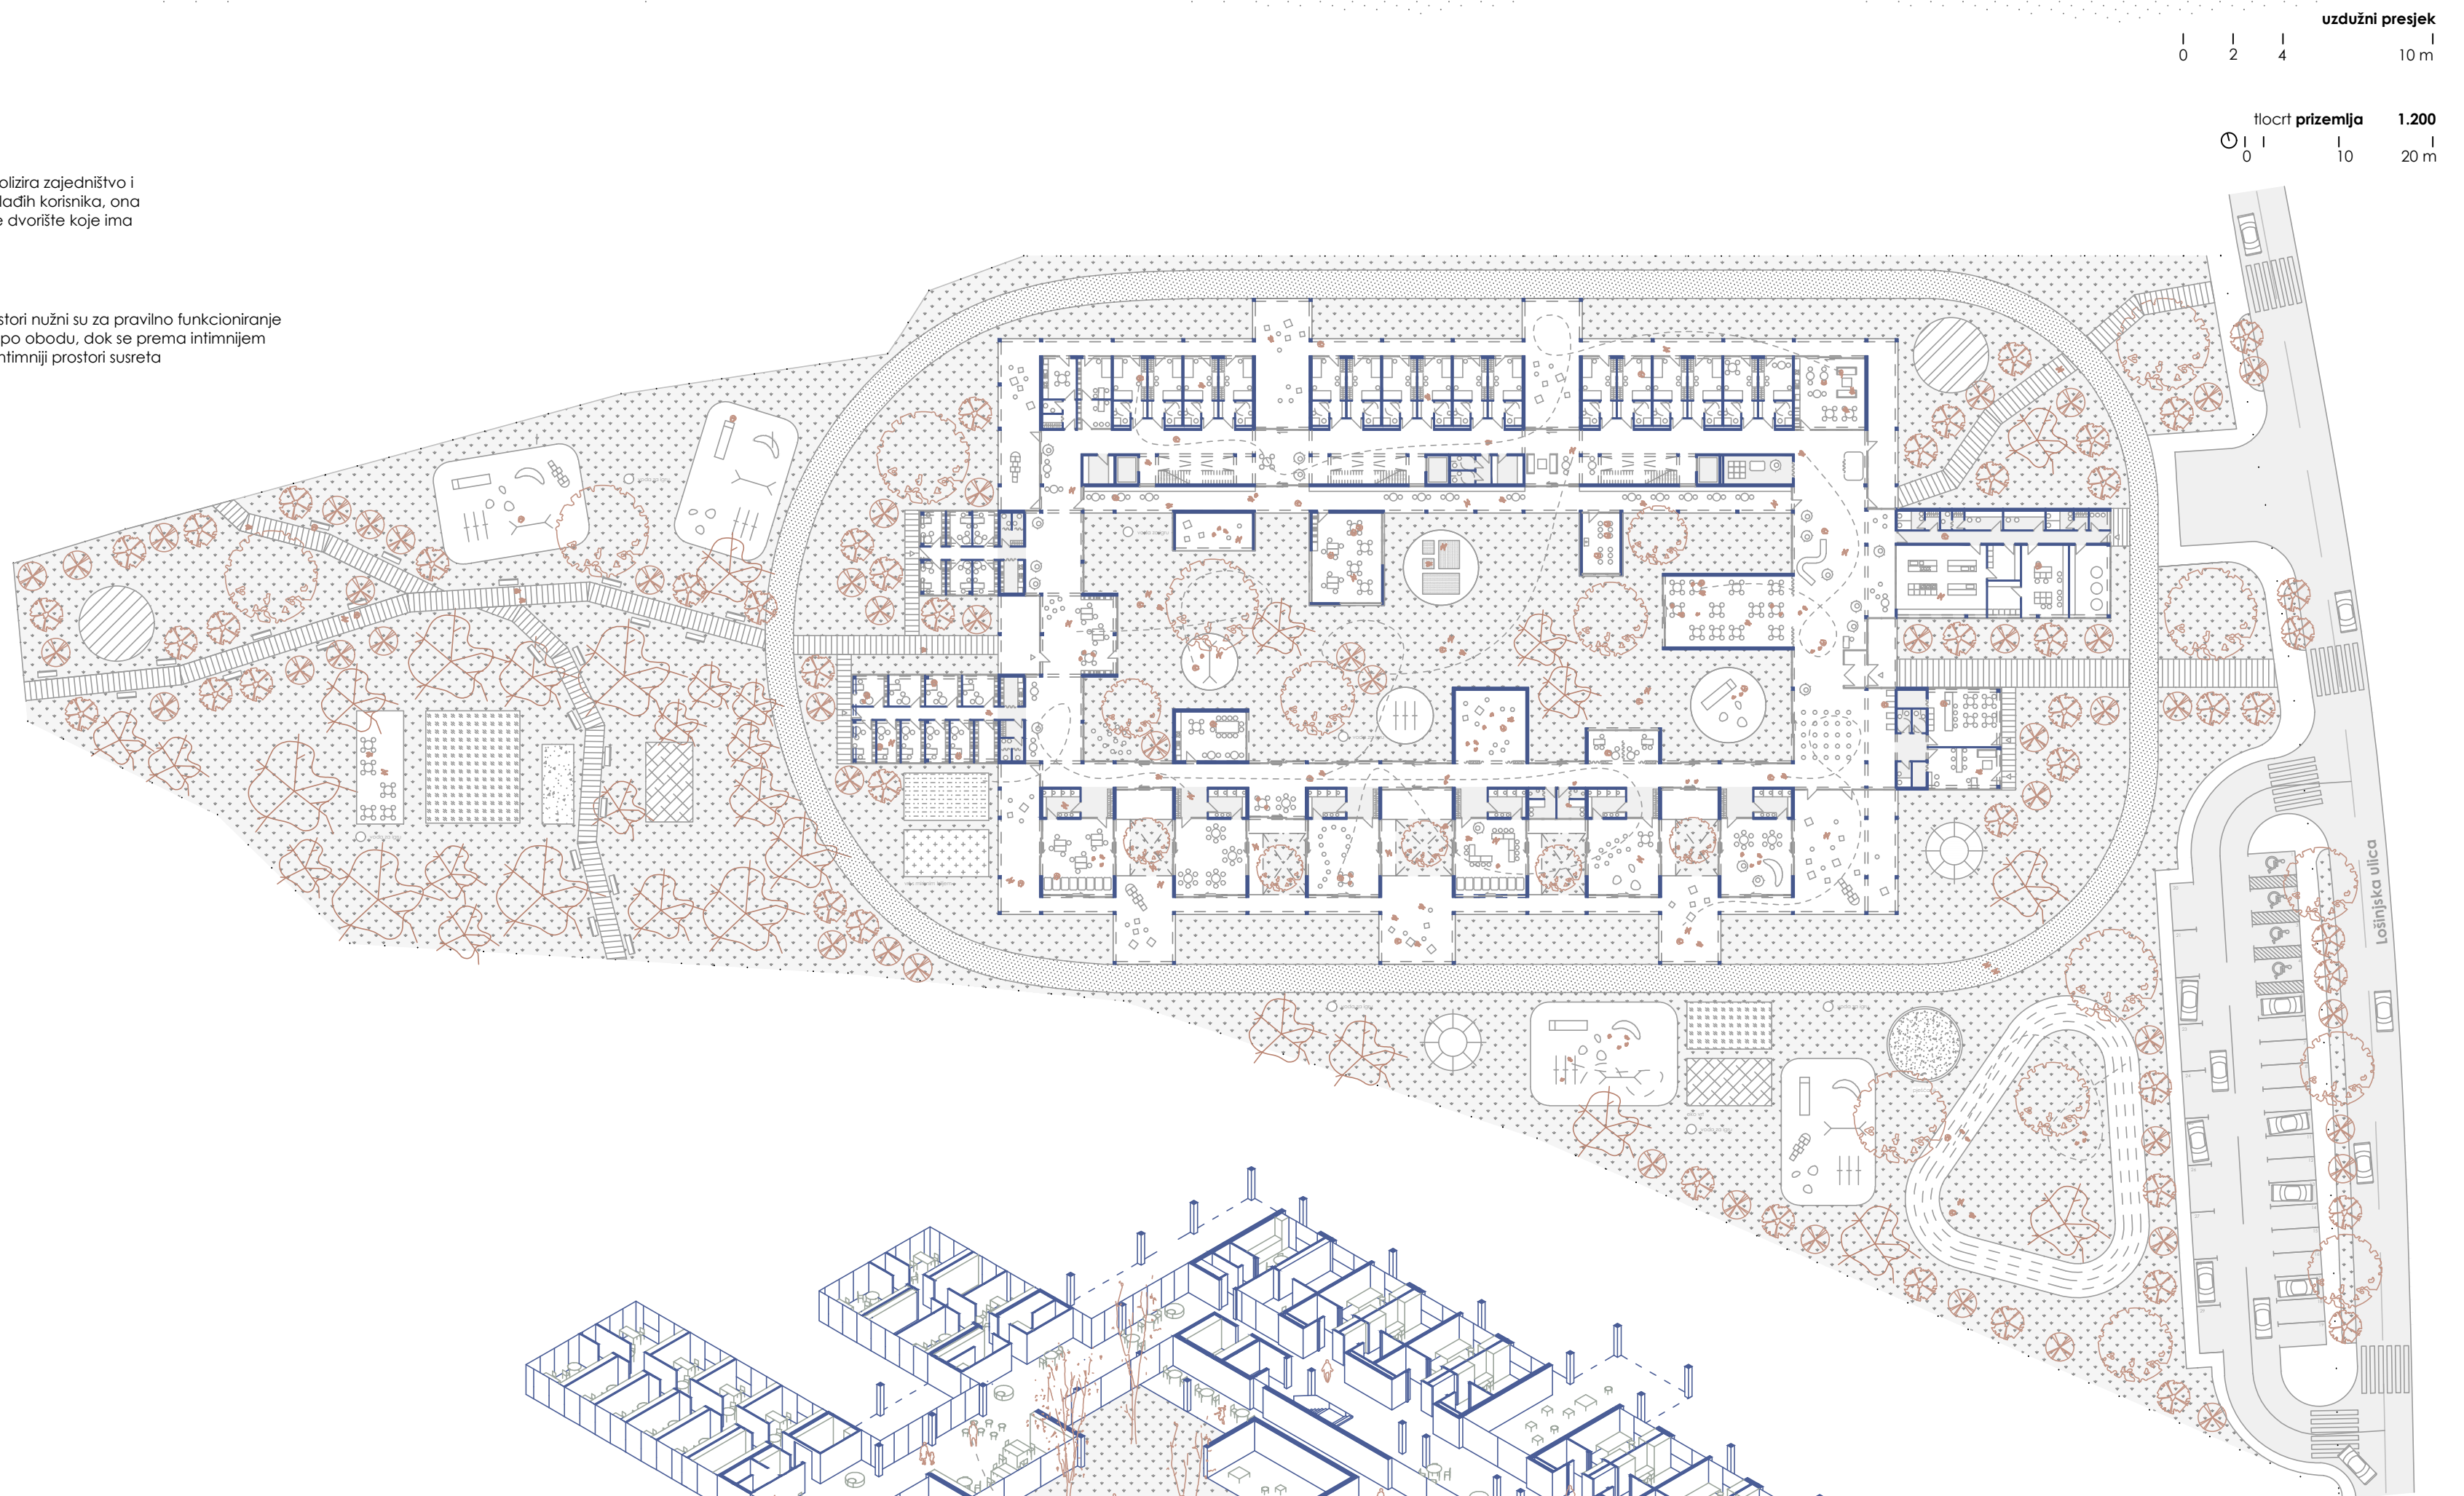 uzdužni presjek
0 2 4 10 m
tlocrt prizemlja 1.200
0 10 20 m
olizira zajedništvo i
lađih korisnika, ona
dvorište koje ima
stori nužni su za pravilno funkcioniranje
po obodu, dok se prema intimnijem
ntimniji prostori susreta
Lošinjska ulica